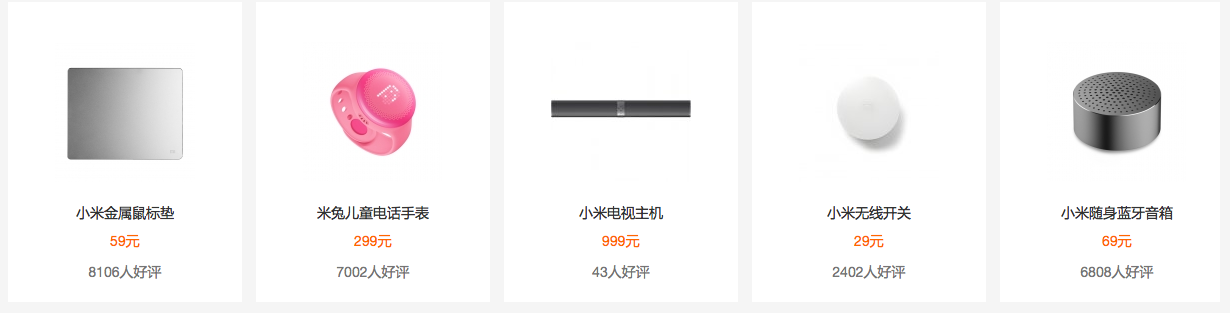 小米金属鼠标垫
59元
8106人好评
米兔儿童电话手表
299元
7002人好评
小米电视主机
999元
43人好评
小米无线开关
29元
2402人好评
小米随身蓝牙音箱
69元
6808人好评